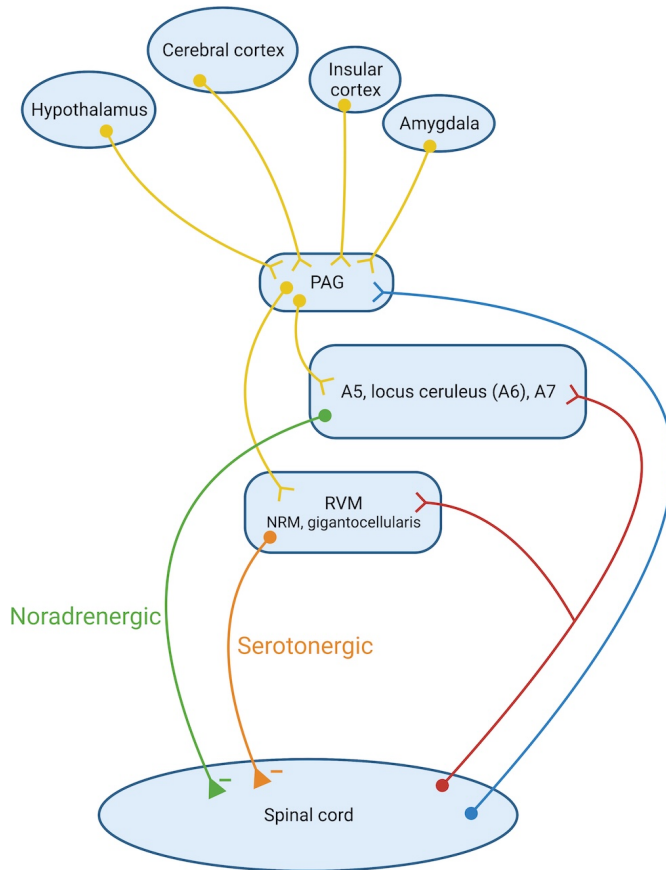 Cerebral cortex
Insular
cortex
Hypothalamus
Amygdala
PAG
A5, locus ceruleus (A6), A7
RVM
NRM, gigantocellularis
Noradrenergic
Serotonergic
Spinal cord